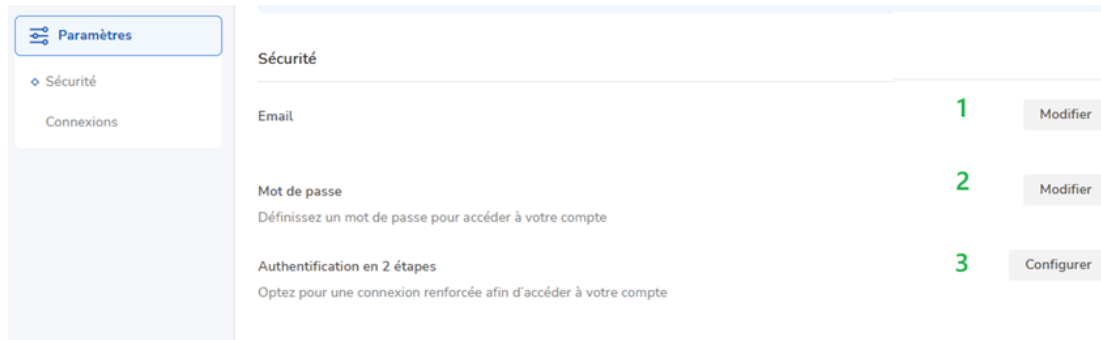 Paramètres
Sécurité
Connexions
Sécurité
Email
1
Modifier
Mot de passe
2
Modifier
Définissez un mot de passe pour accéder à votre compte
Authentification en 2 étapes
3
Configurer
Optez pour une connexion renforcée afin d'accéder à votre compte